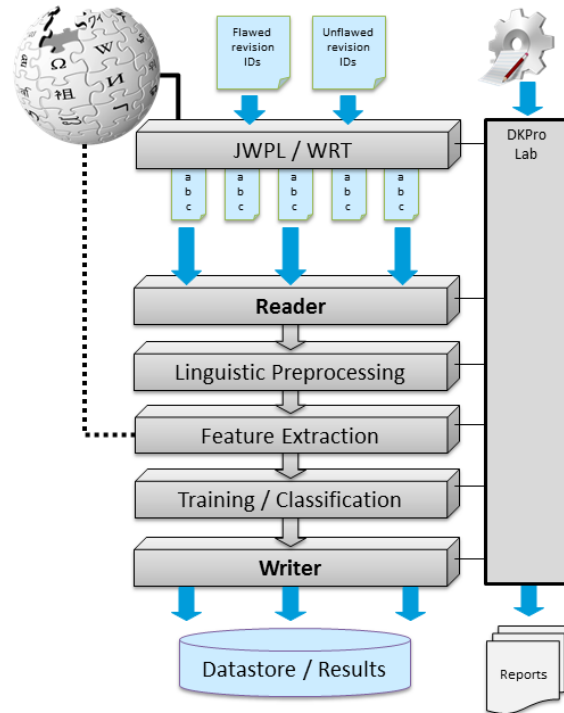 Flawed
revision
IDs
Unflawed
revision
IDs
Ω
W
И
祖
JWPL / WRT
DKPro
Lab
a
b
c
a
b
c
a
b
c
a
b
c
a
b
c
Reader
Linguistic Preprocessing
Feature Extraction
Training / Classification
Writer
Datastore / Results
Reports